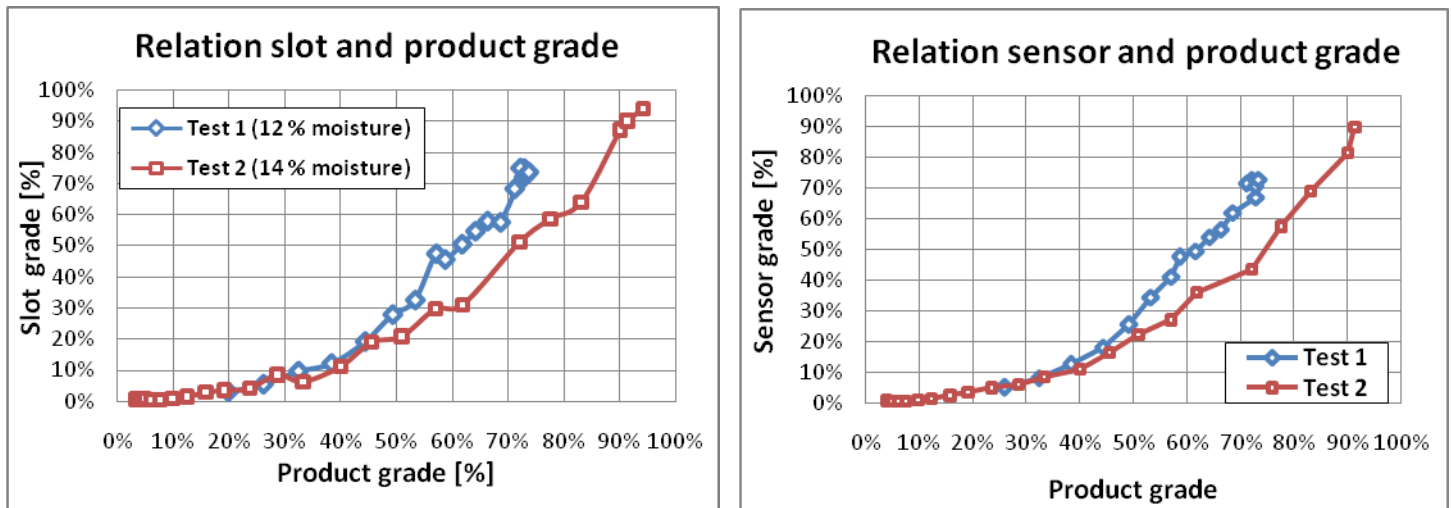 Relation slot and product grade
Slot grade [%]
100%
90%
80%
70%
60%
50%
40%
30%
20%
10%
0%
Test 1 (12 % moisture)
Test 2 (14 % moisture)
0% 10% 20% 30% 40% 50% 60% 70% 80% 90% 100%
Product grade [%]
Relation sensor and product grade
Sensor grade [%]
100%
90%
80%
70%
60%
50%
40%
30%
20%
10%
0%
Test 1
Test 2
0% 10% 20% 30% 40% 50% 60% 70% 80% 90% 100%
Product grade